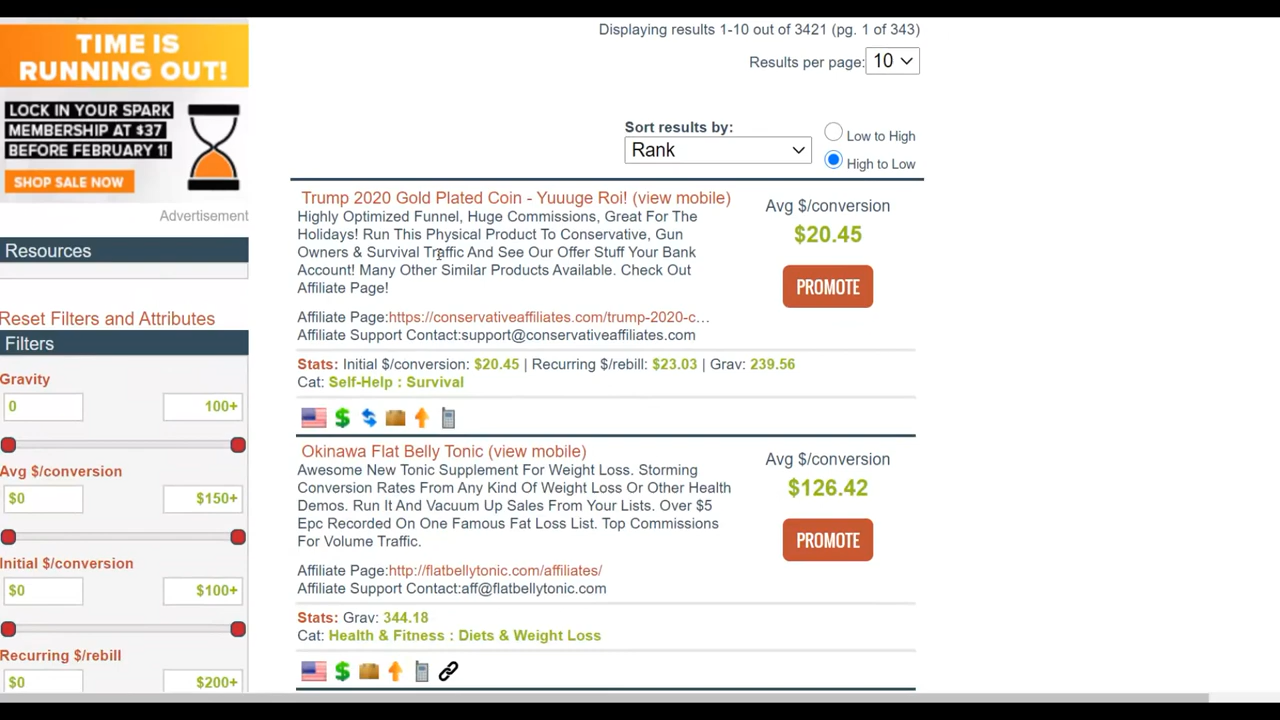 Displaying results 1-10 out of 3421 (pg. 1 of 343)
Results per page: 10
Sort results by:
Rank
Low to High
High to Low
TIME IS
RUNNING OUT!
LOCK IN YOUR SPARK
MEMBERSHIP AT $37
BEFORE FEBRUARY 1!
SHOP SALE NOW
Advertisement
Resources
Reset Filters and Attributes
Filters
Gravity
0 100+
Avg $/conversion
$0 $150+
Initial $/conversion
$0 $100+
Recurring $/rebill
$0 $200+
Trump 2020 Gold Plated Coin - Yuuuge Roi! (view mobile)
Highly Optimized Funnel, Huge Commissions, Great For The
Holidays! Run This Physical Product To Conservative, Gun
Owners & Survival Traffic And See Our Offer Stuff Your Bank
Account! Many Other Similar Products Available. Check Out
Affiliate Page!
Affiliate Page:https://conservativeaffiliates.com/trump-2020-c...
Affiliate Support Contact:support@conservativeaffiliates.com
Avg $/conversion
$20.45
PROMOTE
Stats: Initial $/conversion: $20.45 | Recurring $/rebill: $23.03 | Grav: 239.56
Cat: Self-Help : Survival
Okinawa Flat Belly Tonic (view mobile)
Awesome New Tonic Supplement For Weight Loss. Storming
Conversion Rates From Any Kind Of Weight Loss Or Other Health
Demos. Run It And Vacuum Up Sales From Your Lists. Over $5
Epc Recorded On One Famous Fat Loss List. Top Commissions
For Volume Traffic.
Affiliate Page:http://flatbellytonic.com/affiliates/
Affiliate Support Contact:aff@flatbellytonic.com
Avg $/conversion
$126.42
PROMOTE
Stats: Grav: 344.18
Cat: Health & Fitness : Diets & Weight Loss